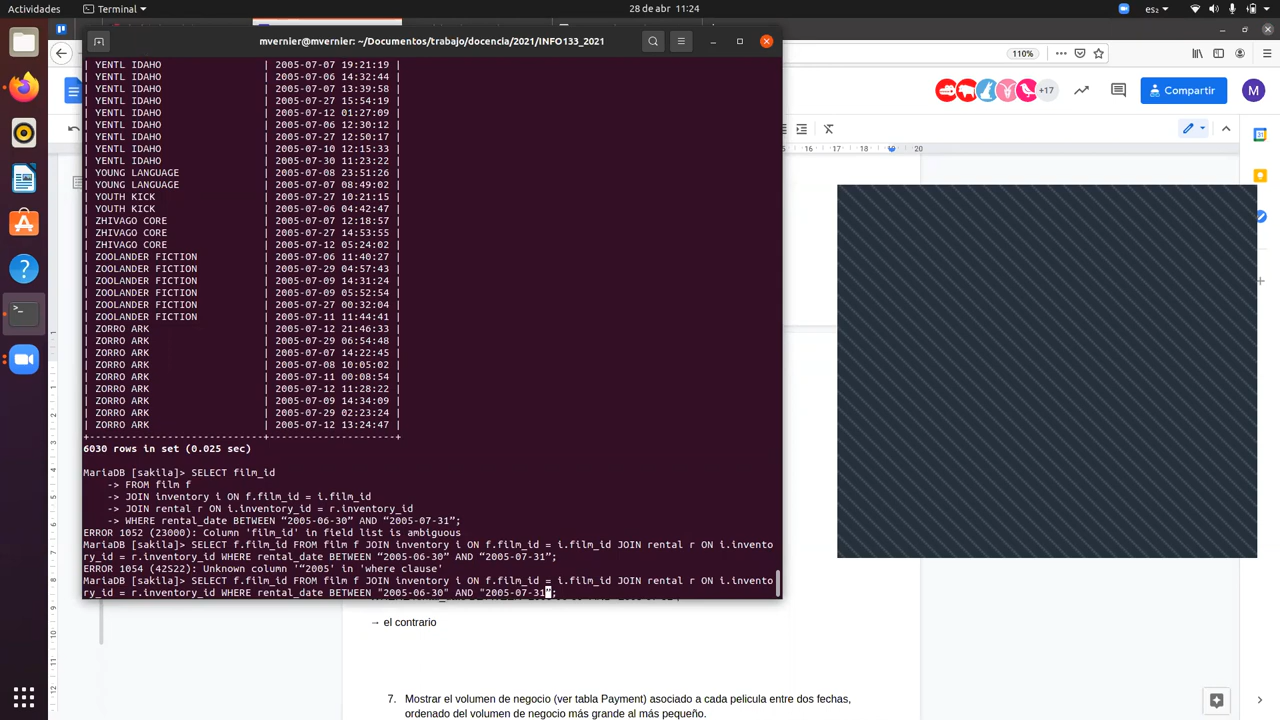 Actividades
Terminal
28 de abr 11:24
es₂
mvernier@mvernier: ~/Documentos/trabajo/docencia/2021/INFO133_2021
110%
+17
Compartir
M
15 16 17 18 19 20
| YENTL IDAHO | 2005-07-07 19:21:19 |
| YENTL IDAHO | 2005-07-06 14:32:44 |
| YENTL IDAHO | 2005-07-07 13:39:58 |
| YENTL IDAHO | 2005-07-27 15:54:19 |
| YENTL IDAHO | 2005-07-12 01:27:09 |
| YENTL IDAHO | 2005-07-06 12:30:12 |
| YENTL IDAHO | 2005-07-27 12:50:17 |
| YENTL IDAHO | 2005-07-10 12:15:33 |
| YENTL IDAHO | 2005-07-30 11:23:22 |
| YOUNG LANGUAGE | 2005-07-08 23:51:26 |
| YOUNG LANGUAGE | 2005-07-07 08:49:02 |
| YOUTH KICK | 2005-07-27 10:21:15 |
| YOUTH KICK | 2005-07-06 04:42:47 |
| ZHIVAGO CORE | 2005-07-07 12:18:57 |
| ZHIVAGO CORE | 2005-07-27 14:53:55 |
| ZHIVAGO CORE | 2005-07-12 05:24:02 |
| ZOOLANDER FICTION | 2005-07-06 11:40:27 |
| ZOOLANDER FICTION | 2005-07-29 04:57:43 |
| ZOOLANDER FICTION | 2005-07-09 14:31:24 |
| ZOOLANDER FICTION | 2005-07-09 05:52:54 |
| ZOOLANDER FICTION | 2005-07-27 00:32:04 |
| ZOOLANDER FICTION | 2005-07-11 11:44:41 |
| ZORRO ARK | 2005-07-12 21:46:33 |
| ZORRO ARK | 2005-07-29 06:54:48 |
| ZORRO ARK | 2005-07-07 14:22:45 |
| ZORRO ARK | 2005-07-08 10:05:02 |
| ZORRO ARK | 2005-07-11 00:08:54 |
| ZORRO ARK | 2005-07-12 11:28:22 |
| ZORRO ARK | 2005-07-09 14:34:09 |
| ZORRO ARK | 2005-07-29 02:23:24 |
| ZORRO ARK | 2005-07-12 13:24:47 |
+-----------------------------+---------------------+
6030 rows in set (0.025 sec)
MariaDB [sakila]> SELECT film_id
-> FROM film f
-> JOIN inventory i ON f.film_id = i.film_id
-> JOIN rental r ON i.inventory_id = r.inventory_id
-> WHERE rental_date BETWEEN “2005-06-30” AND “2005-07-31”;
ERROR 1052 (23000): Column 'film_id' in field list is ambiguous
MariaDB [sakila]> SELECT f.film_id FROM film f JOIN inventory i ON f.film_id = i.film_id JOIN rental r ON i.invento
ry_id = r.inventory_id WHERE rental_date BETWEEN “2005-06-30” AND “2005-07-31”;
ERROR 1054 (42S22): Unknown column '“2005' in 'where clause'
MariaDB [sakila]> SELECT f.film_id FROM film f JOIN inventory i ON f.film_id = i.film_id JOIN rental r ON i.invento
ry_id = r.inventory_id WHERE rental_date BETWEEN "2005-06-30" AND "2005-07-31”;
→ el contrario
7. Mostrar el volumen de negocio (ver tabla Payment) asociado a cada pelicula entre dos fechas,
ordenado del volumen de negocio más grande al más pequeño.